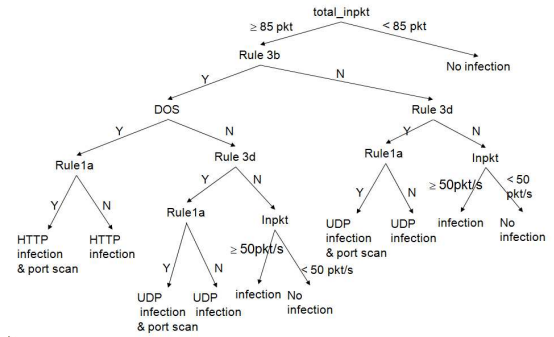 total_inpkt
≥ 85 pkt
< 85 pkt
Rule 3b
No infection
Y
N
DOS
Rule 3d
Y
N
Y
N
Rule1a
Rule 3d
Rule1a
Inpkt
Y
N
Y
N
Y
N
≥ 50pkt/s
< 50
pkt/s
Rule1a
Inpkt
HTTP
infection
& port scan
HTTP
infection
UDP
infection
& port scan
UDP
infection
infection
No
infection
Y
N
≥ 50pkt/s
< 50 pkt/s
UDP
infection
& port scan
UDP
infection
infection
No
infection